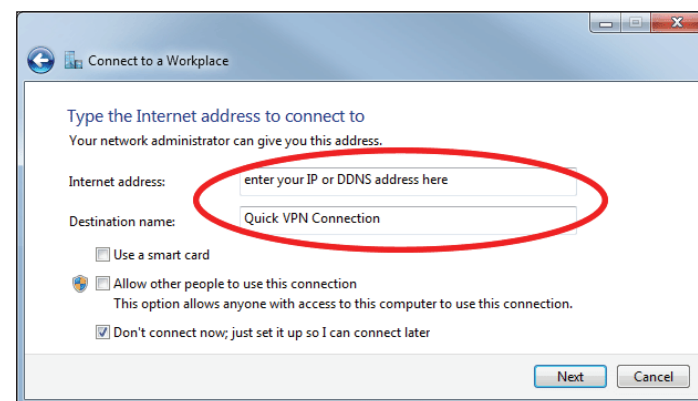 Connect to a Workplace
Type the Internet address to connect to
Your network administrator can give you this address.
Internet address:
enter your IP or DDNS address here
Destination name:
Quick VPN Connection
Use a smart card
Allow other people to use this connection
This option allows anyone with access to this computer to use this connection.
Don't connect now; just set it up so I can connect later
Next
Cancel